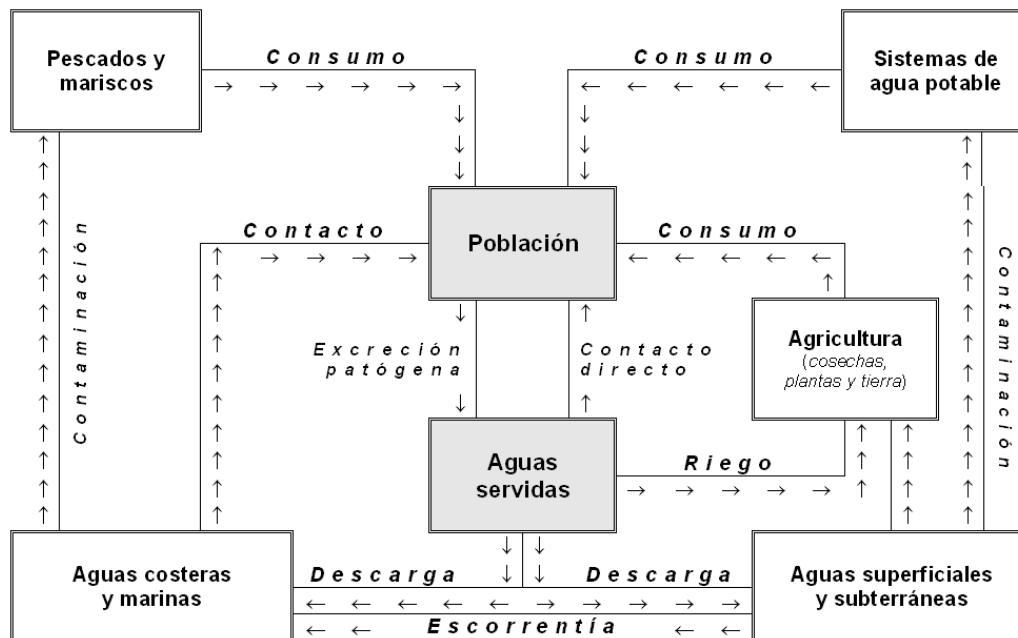 Pescados y
mariscos
Consumo
Consumo
Sistemas de
agua potable
Contaminación
Contacto
Población
Consumo
Contaminación
Excreción
patógena
Contacto
directo
Agricultura
(cosechas,
plantas y tierra)
Aguas
servidas
Riego
Aguas costeras
y marinas
Descarga
Descarga
Escorrentía
Aguas superficiales
y subterráneas